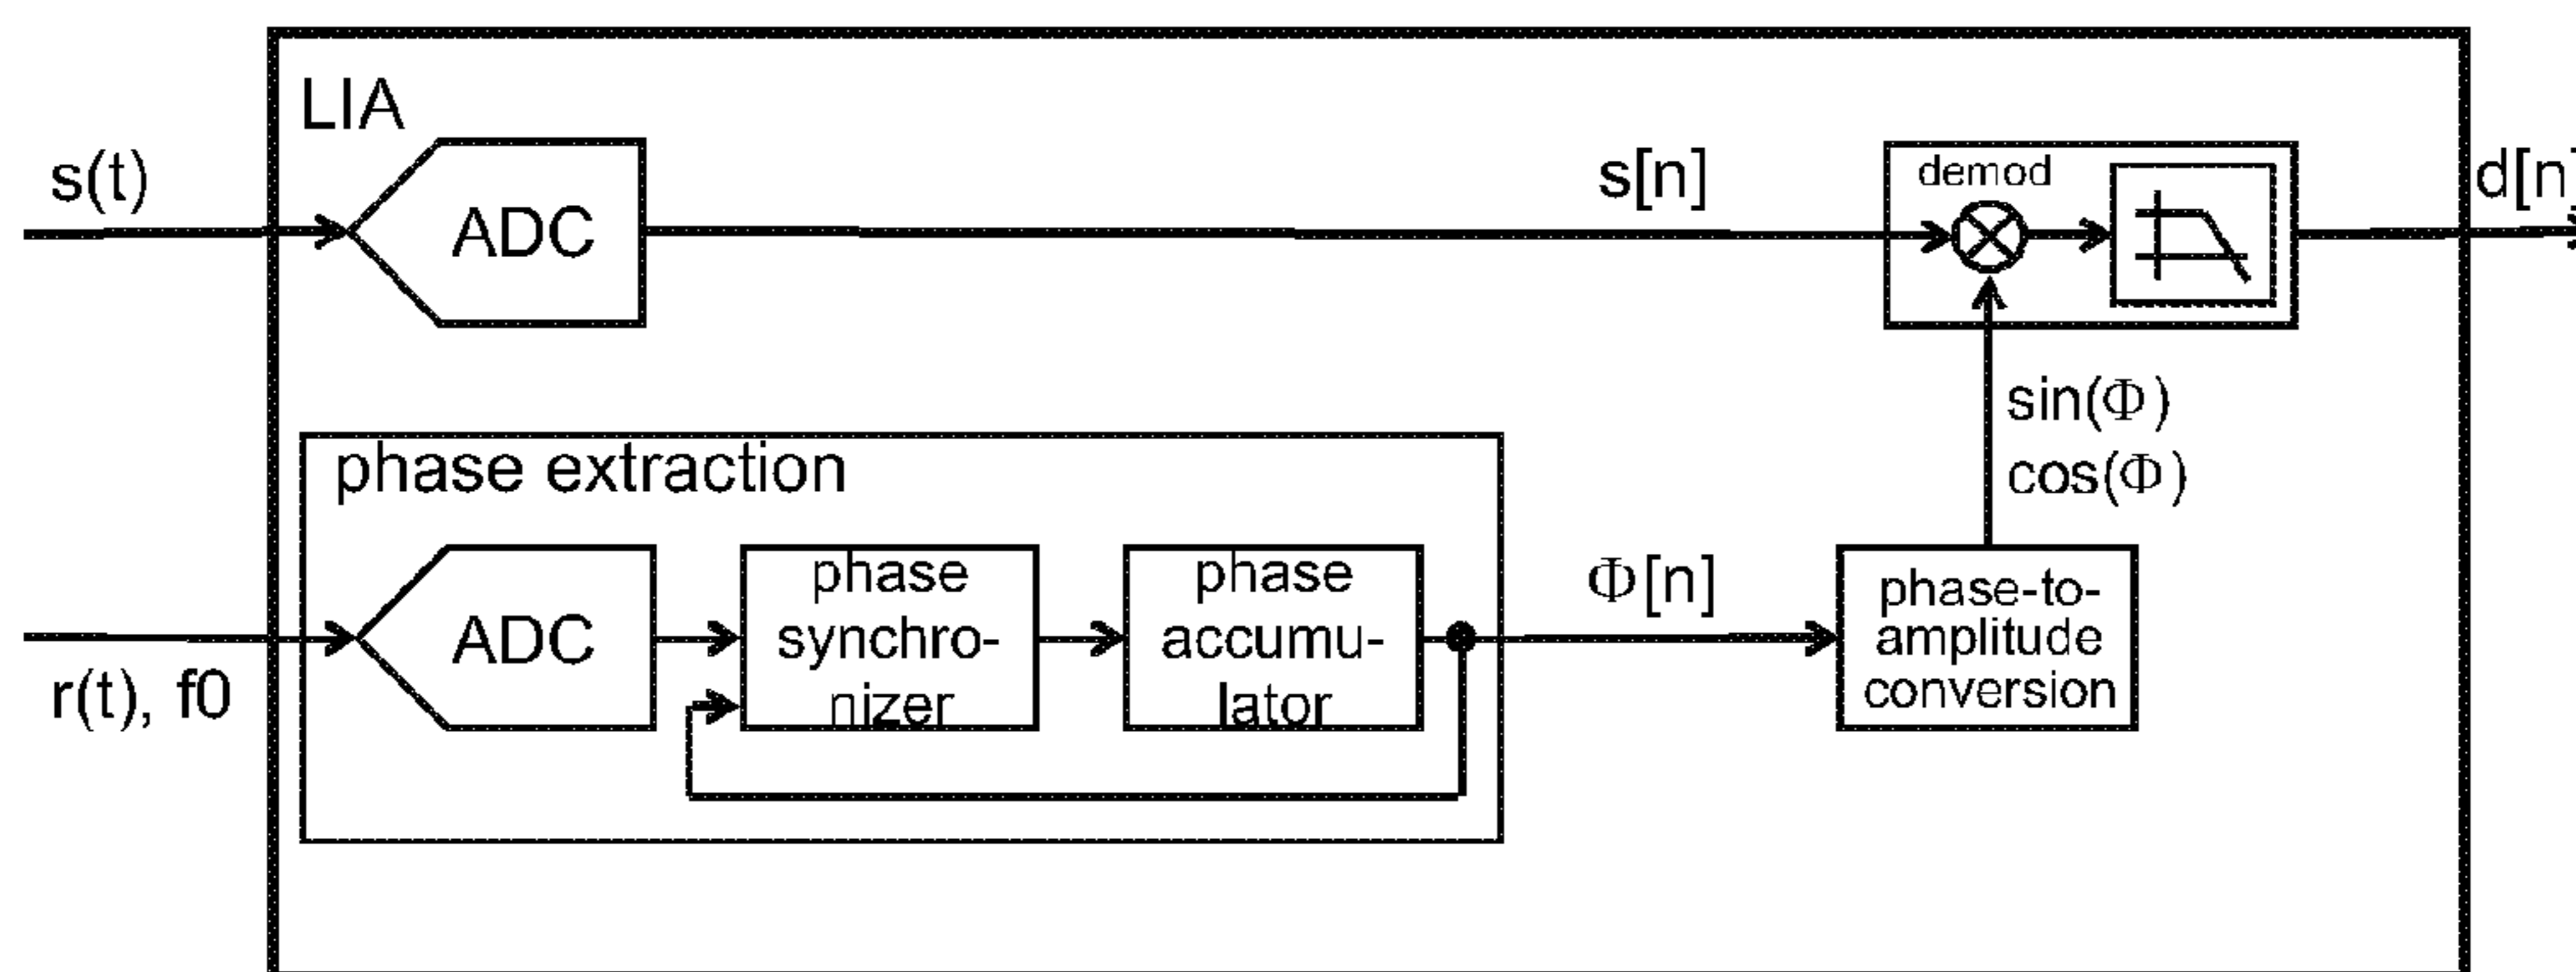 LIA
s(t)
ADC
s[n]
demod
d[n]
sin(Φ)
cos(Φ)
phase extraction
r(t), f0
ADC
phase
synchro-
nizer
phase
accumu-
lator
Φ[n]
phase-to-
amplitude
conversion